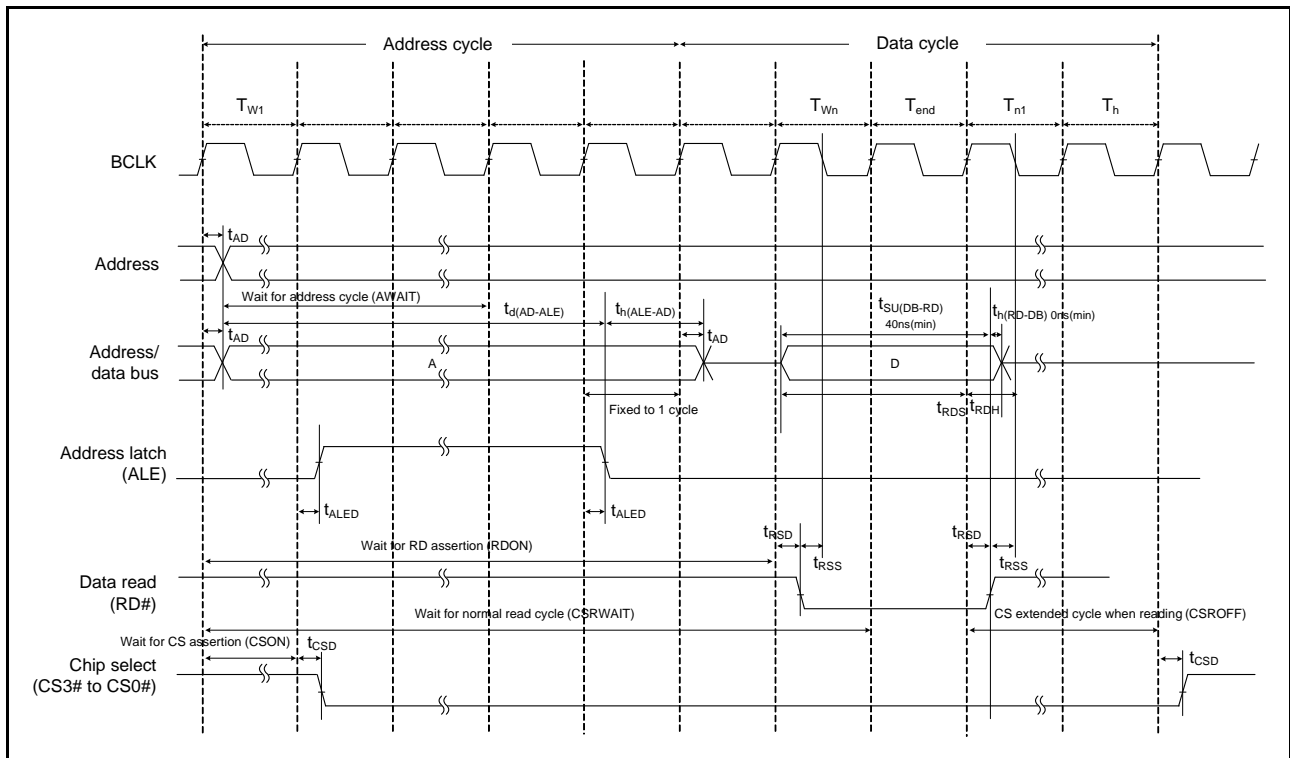 Address cycle Data cycle
TW1 TWn Tend Tn1 Th
BCLK
tAD
Address
Wait for address cycle (AWAIT)
td(AD-ALE) th(ALE-AD) tSU(DB-RD) 40ns(min) th(RD-DB) 0ns(min)
tAD tAD
Address/
data bus
A D
Fixed to 1 cycle
tRDS tRDH
Address latch
(ALE)
tALED tALED
tRSD tRSD
Wait for RD assertion (RDON)
tRSS tRSS
Data read
(RD#)
Wait for normal read cycle (CSRWAIT) CS extended cycle when reading (CSROFF)
Wait for CS assertion (CSON)
tCSD tCSD
Chip select
(CS3# to CS0#)